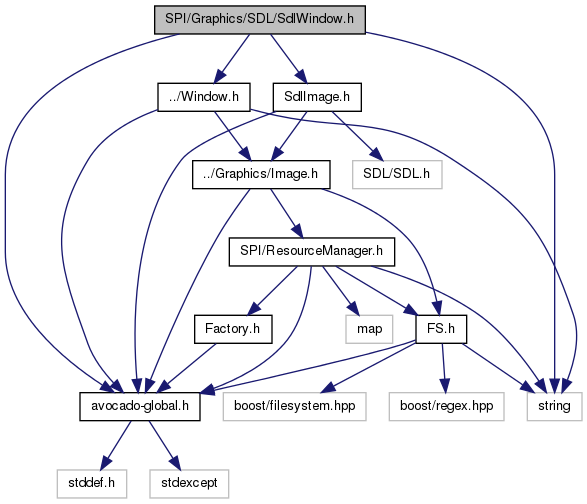 SPI/Graphics/SDL/SdlWindow.h
../Window.h
SdlImage.h
../Graphics/Image.h
SDL/SDL.h
SPI/ResourceManager.h
Factory.h
map
FS.h
avocado-global.h
boost/filesystem.hpp
boost/regex.hpp
string
stddef.h
stdexcept